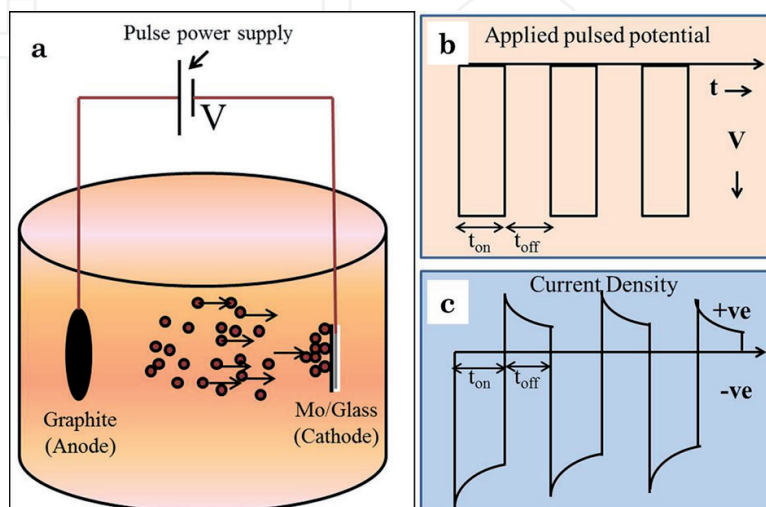 a
Pulse power supply
V
Graphite
(Anode)
Mo/Glass
(Cathode)
b
Applied pulsed potential
t
V
ton
toff
c
Current Density
+ve
ton
toff
-ve